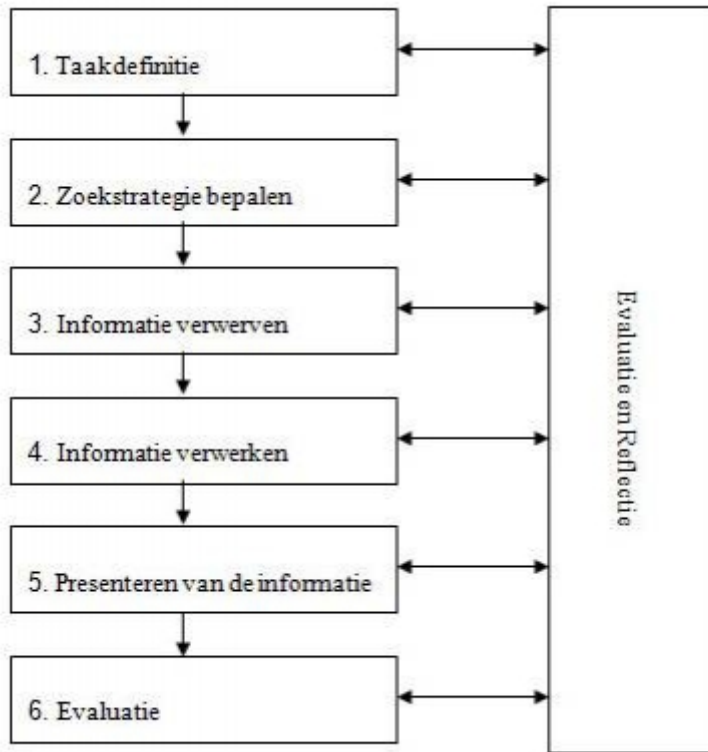 1. Taakdefinitie
2. Zoekstrategie bepalen
3. Informatie verwerven
4. Informatie verwerken
5. Presenteren van de informatie
6. Evaluatie
Evaluatie en Reflectie